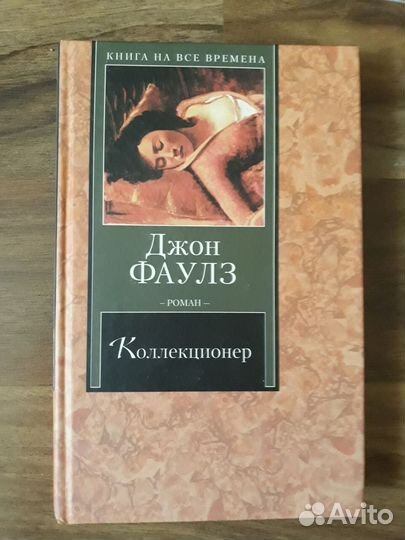 КНИГА НА ВСЕ ВРЕМЕНА
Джон
ФАУЛЗ
– РОМАН –
Коллекционер
Avito